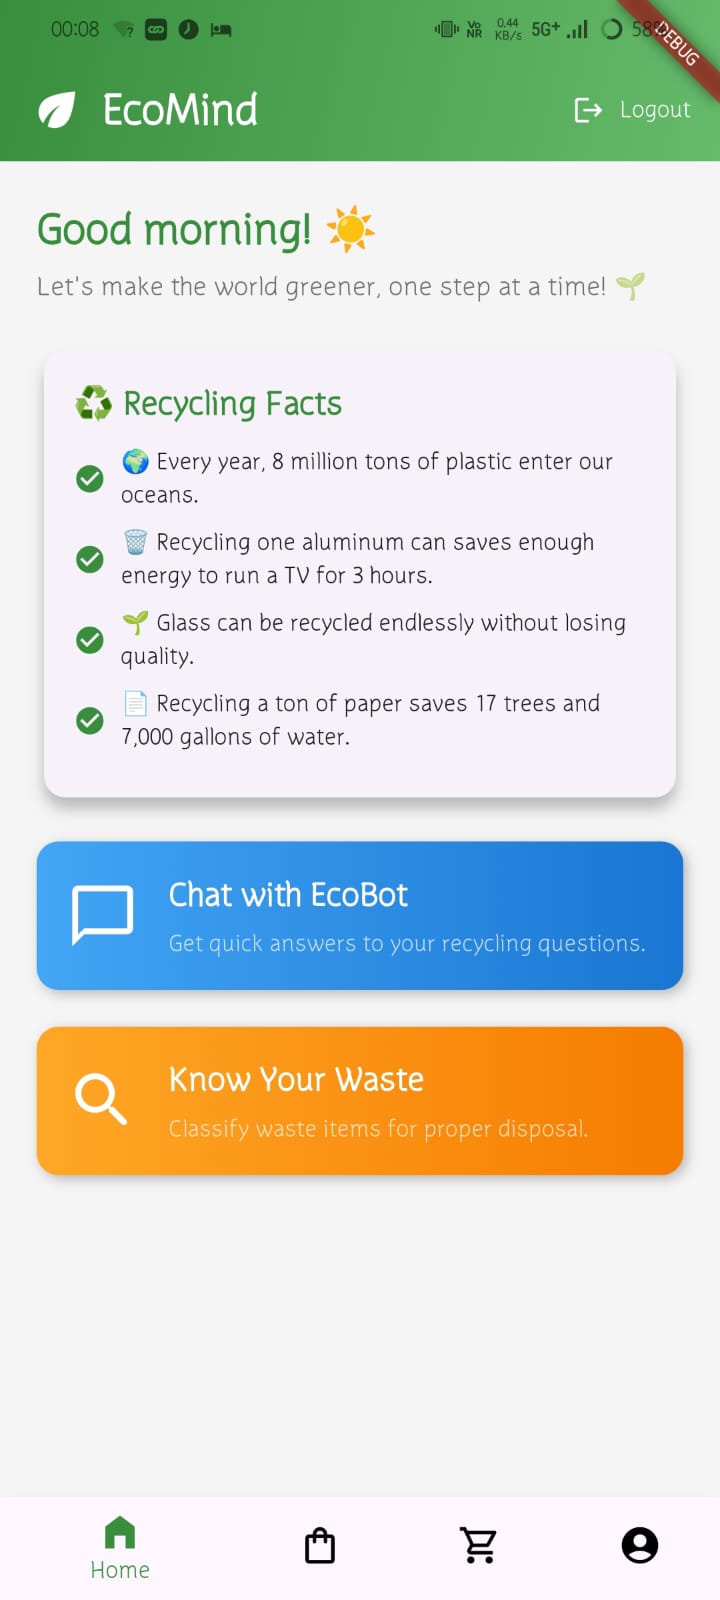 00:08 Vo NR 0.44 KB/s 5G+ 58%
DEBUG
EcoMind Logout
Good morning! ☀️
Let's make the world greener, one step at a time! 🌱
♻️ Recycling Facts
🌍 Every year, 8 million tons of plastic enter our
oceans.
🗑️ Recycling one aluminum can saves enough
energy to run a TV for 3 hours.
🌱 Glass can be recycled endlessly without losing
quality.
📄 Recycling a ton of paper saves 17 trees and
7,000 gallons of water.
Chat with EcoBot
Get quick answers to your recycling questions.
Know Your Waste
Classify waste items for proper disposal.
Home